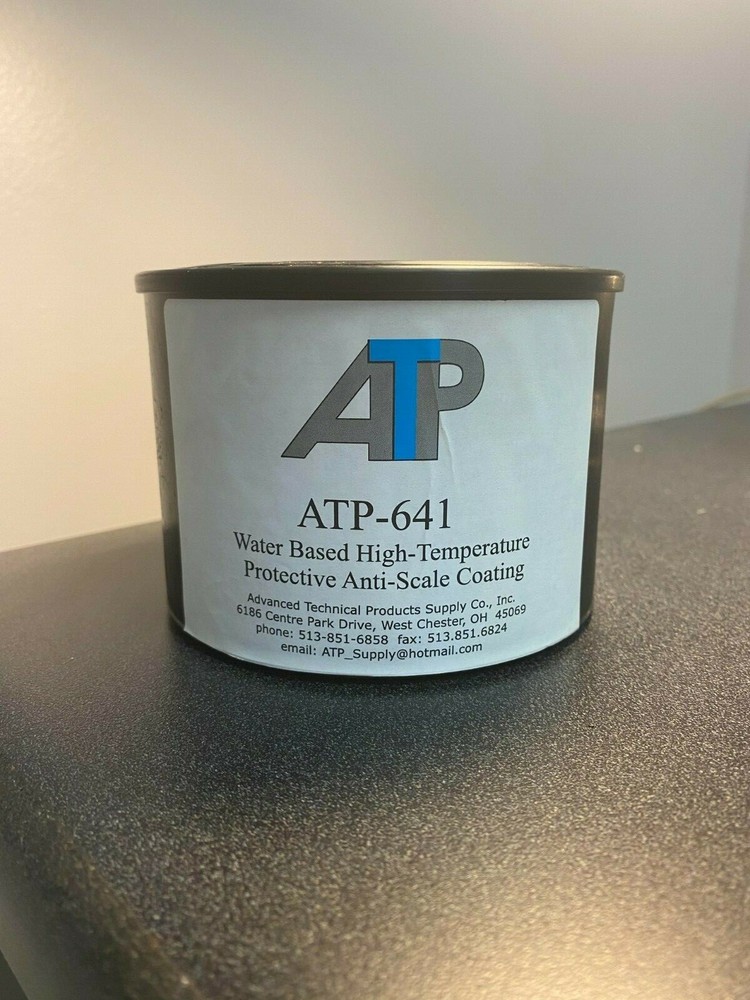 ATP
ATP-641
Water Based High-Temperature
Protective Anti-Scale Coating
Advanced Technical Products Supply Co., Inc.
6186 Centre Park Drive, West Chester, OH 45069
phone: 513-851-6858 fax: 513.851.6824
email: ATP_Supply@hotmail.com